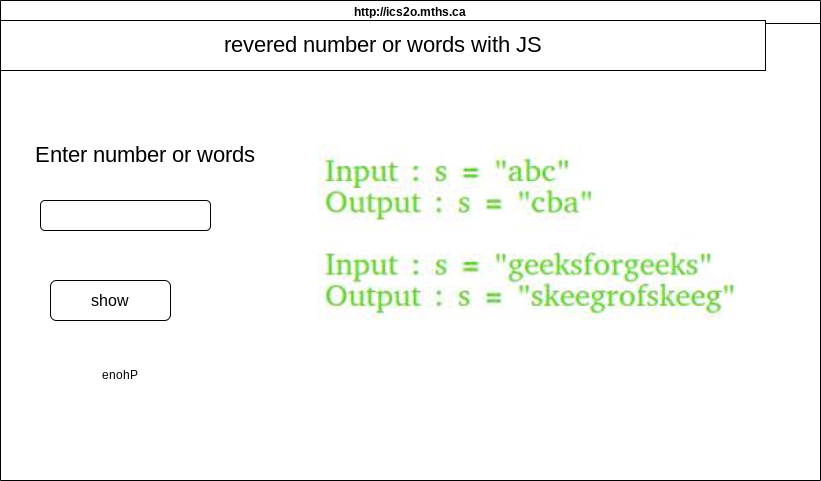 http://ics2o.mths.ca
revered number or words with JS
Enter number or words
show
enohP
Input : s = "abc"
Output : s = "cba"
Input : s = "geeksforgeeks"
Output : s = "skeegrofskeeg"